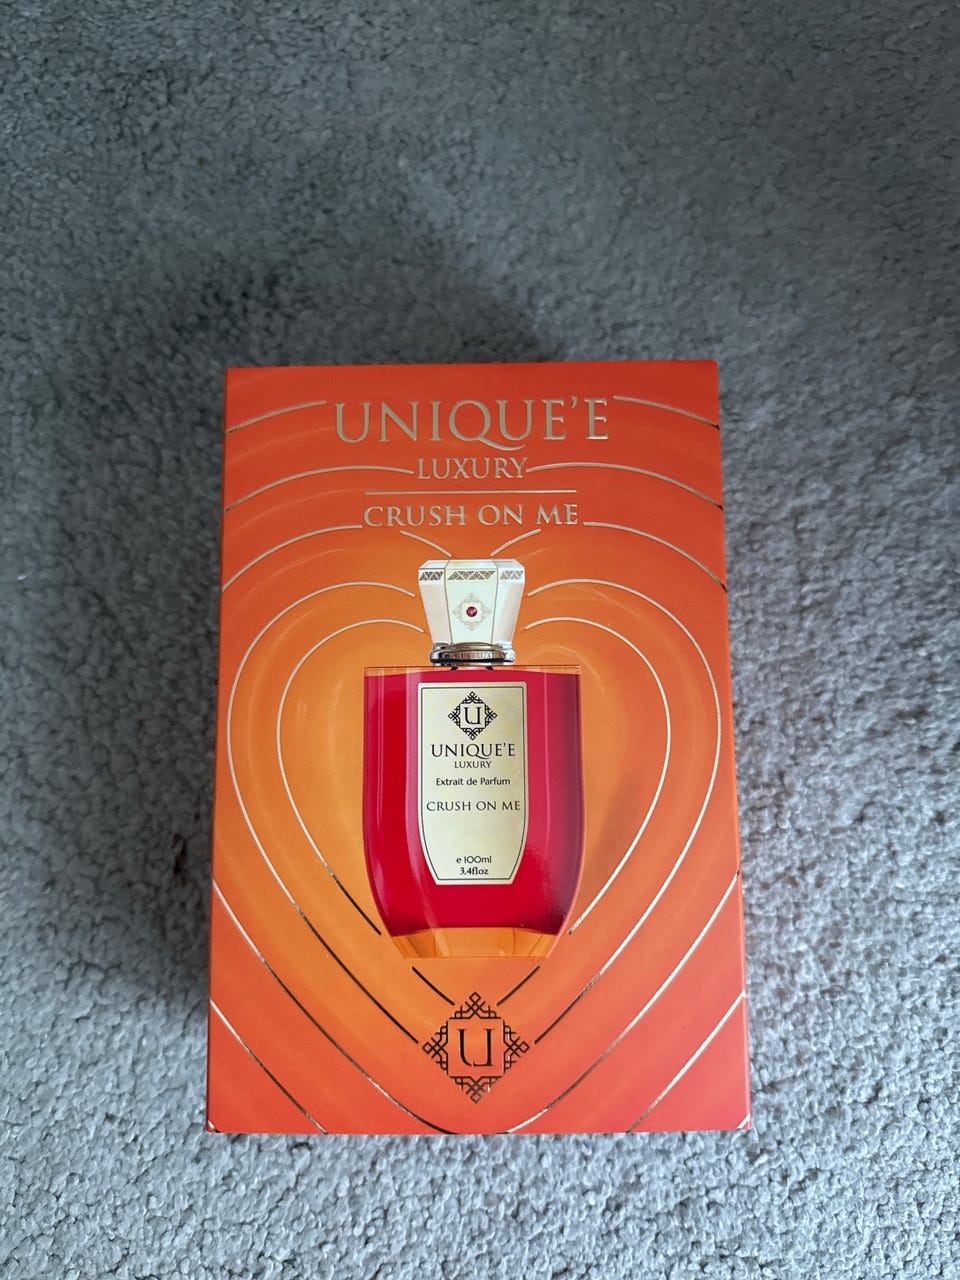 UNIQUE'E
LUXURY
CRUSH ON ME
U
UNIQUE'E
LUXURY
Extrait de Parfum
CRUSH ON ME
e 100ml
3.4floz
U